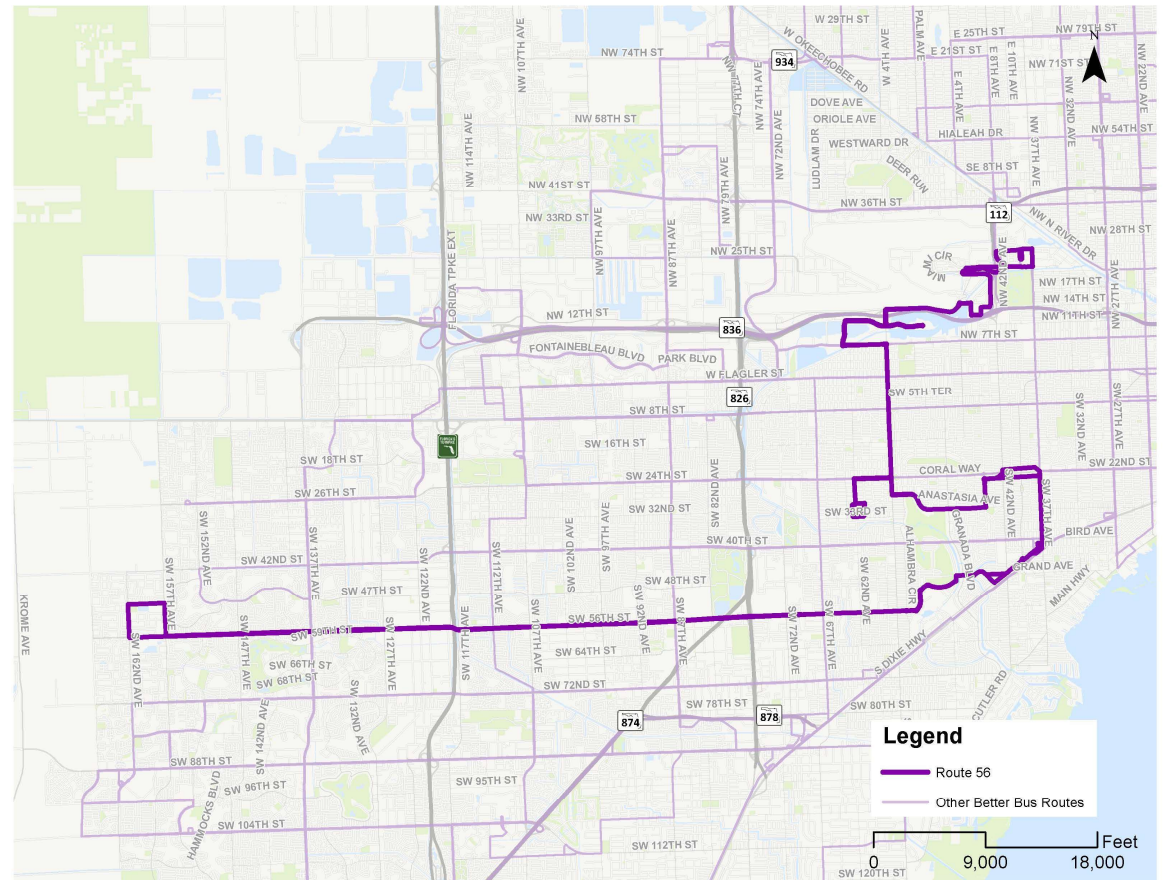 W 29TH ST
PALM AVE
E 25TH ST
NW 79TH ST
N
W OKEECHOBEE RD
W 4TH AVE
E 21ST ST
E 8TH AVE
E 10TH AVE
NW 71ST ST
NW 22ND AVE
NW 107TH AVE
NW 74TH ST
934
NW 77TH CT
NW 74TH AVE
E 4TH AVE
NW 32ND AVE
DOVE AVE
ORIOLE AVE
NW 58TH ST
NW 114TH AVE
NW 72ND AVE
LUDLAM DR
WESTWARD DR
HIALEAH DR
NW 37TH AVE
NW 54TH ST
DEER RUN
SE 8TH ST
NW 41ST ST
NW 79TH AVE
NW 36TH ST
112
NW N RIVER DR
NW 33RD ST
NW 97TH AVE
NW 87TH AVE
NW 28TH ST
NW 25TH ST
NW 42ND AVE
FLORIDA TPKE EXT
MIAMI CIR
NW 17TH ST
NW 14TH ST
NW 27TH AVE
NW 12TH ST
NW 11TH ST
836
NW 7TH ST
FONTAINEBLEAU BLVD
PARK BLVD
W FLAGLER ST
826
SW 5TH TER
SW 8TH ST
SW 32ND AVE
SW 27TH AVE
SW 16TH ST
SW 18TH ST
SW 24TH ST
CORAL WAY
SW 22ND ST
SW 26TH ST
SW 82ND AVE
ANASTASIA AVE
SW 42ND AVE
SW 37TH AVE
SW 32ND ST
SW 33RD ST
SW 152ND AVE
SW 137TH AVE
SW 102ND AVE
SW 97TH AVE
ALHAMBRA CIR
GRANADA BLVD
BIRD AVE
SW 40TH ST
SW 42ND ST
SW 157TH AVE
SW 122ND AVE
SW 112TH AVE
GRAND AVE
SW 47TH ST
SW 48TH ST
SW 62ND AVE
MAIN HWY
KROME AVE
SW 162ND AVE
SW 147TH AVE
SW 59TH ST
SW 127TH AVE
SW 117TH AVE
SW 107TH AVE
SW 56TH ST
SW 92ND AVE
SW 87TH AVE
SW 72ND AVE
SW 67TH AVE
SW 64TH ST
S DIXIE HWY
SW 66TH ST
SW 68TH ST
SW 72ND ST
SW 132ND AVE
SW 142ND AVE
SW 78TH ST
SW 80TH ST
CUTLER RD
874
878
SW 88TH ST
SW 95TH ST
SW 96TH ST
HAMMOCKS BLVD
SW 104TH ST
SW 112TH ST
SW 120TH ST
Legend
Route 56
Other Better Bus Routes
Feet
0
9,000
18,000